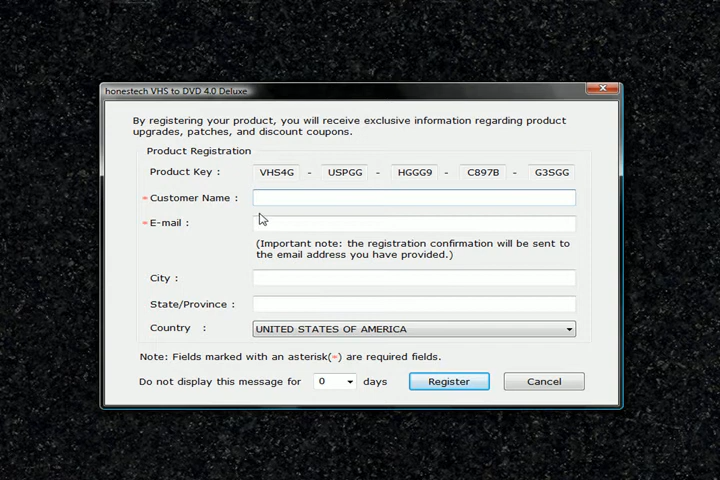 honestech VHS to DVD 4.0 Deluxe
By registering your product, you will receive exclusive information regarding product
upgrades, patches, and discount coupons.
Product Registration
Product Key : VHS4G - USPGG - HGGG9 - C897B - G3SGG
* Customer Name :
* E-mail :
(Important note: the registration confirmation will be sent to
the email address you have provided.)
City :
State/Province :
Country : UNITED STATES OF AMERICA
Note: Fields marked with an asterisk(*) are required fields.
Do not display this message for 0 days Register Cancel